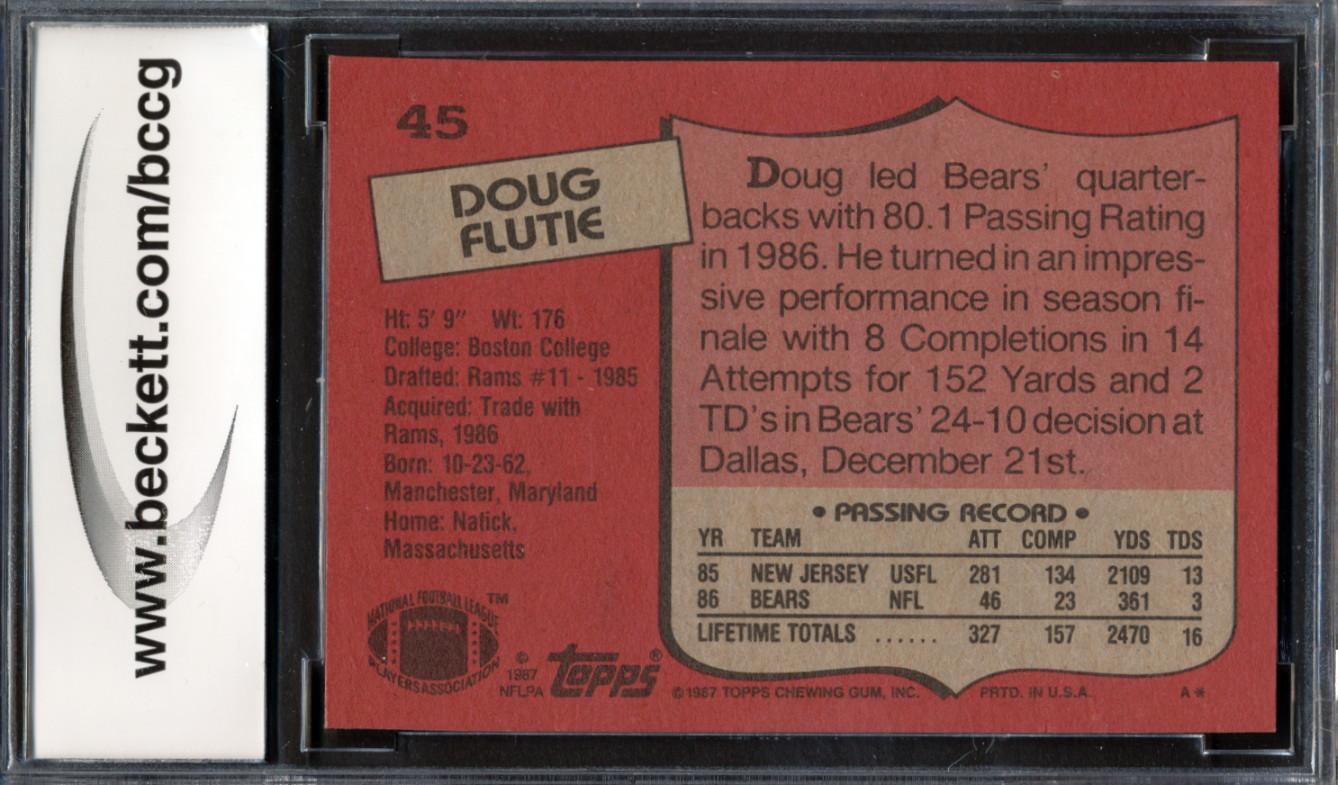 www.beckett.com/bccg
45
DOUG
FLUTIE
Ht: 5' 9" Wt: 176
College: Boston College
Drafted: Rams #11 - 1985
Acquired: Trade with
Rams, 1986
Born: 10-23-62,
Manchester, Maryland
Home: Natick,
Massachusetts
NATIONAL FOOTBALL LEAGUE
PLAYERS ASSOCIATION
TM
© 
1987
NFLPA
topps®
Doug led Bears' quarter-
backs with 80.1 Passing Rating
in 1986. He turned in an impres-
sive performance in season fi-
nale with 8 Completions in 14
Attempts for 152 Yards and 2
TD's in Bears' 24-10 decision at
Dallas, December 21st.
• PASSING RECORD •
YR TEAM ATT COMP YDS TDS
85 NEW JERSEY USFL 281 134 2109 13
86 BEARS NFL 46 23 361 3
LIFETIME TOTALS ...... 327 157 2470 16
© 1987 TOPPS CHEWING GUM, INC. PRTD. IN U.S.A. A*